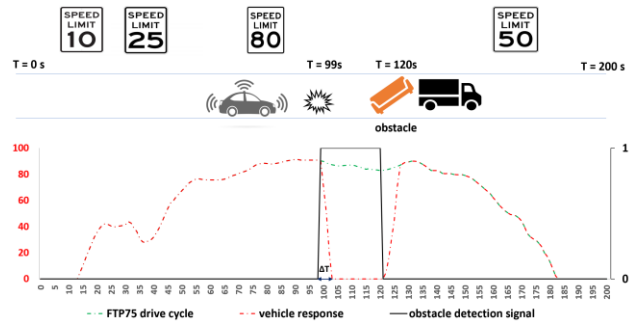 SPEED LIMIT 10
SPEED LIMIT 25
SPEED LIMIT 80
SPEED LIMIT 50
T = 0 s T = 99s T = 120s T = 200 s
obstacle
100
80
60
40
20
0
1
0
ΔT
0 5 10 15 20 25 30 35 40 45 50 55 60 65 70 75 80 85 90 95 100 105 110 115 120 125 130 135 140 145 150 155 160 165 170 175 180 185 190 195 200
FTP75 drive cycle vehicle response obstacle detection signal